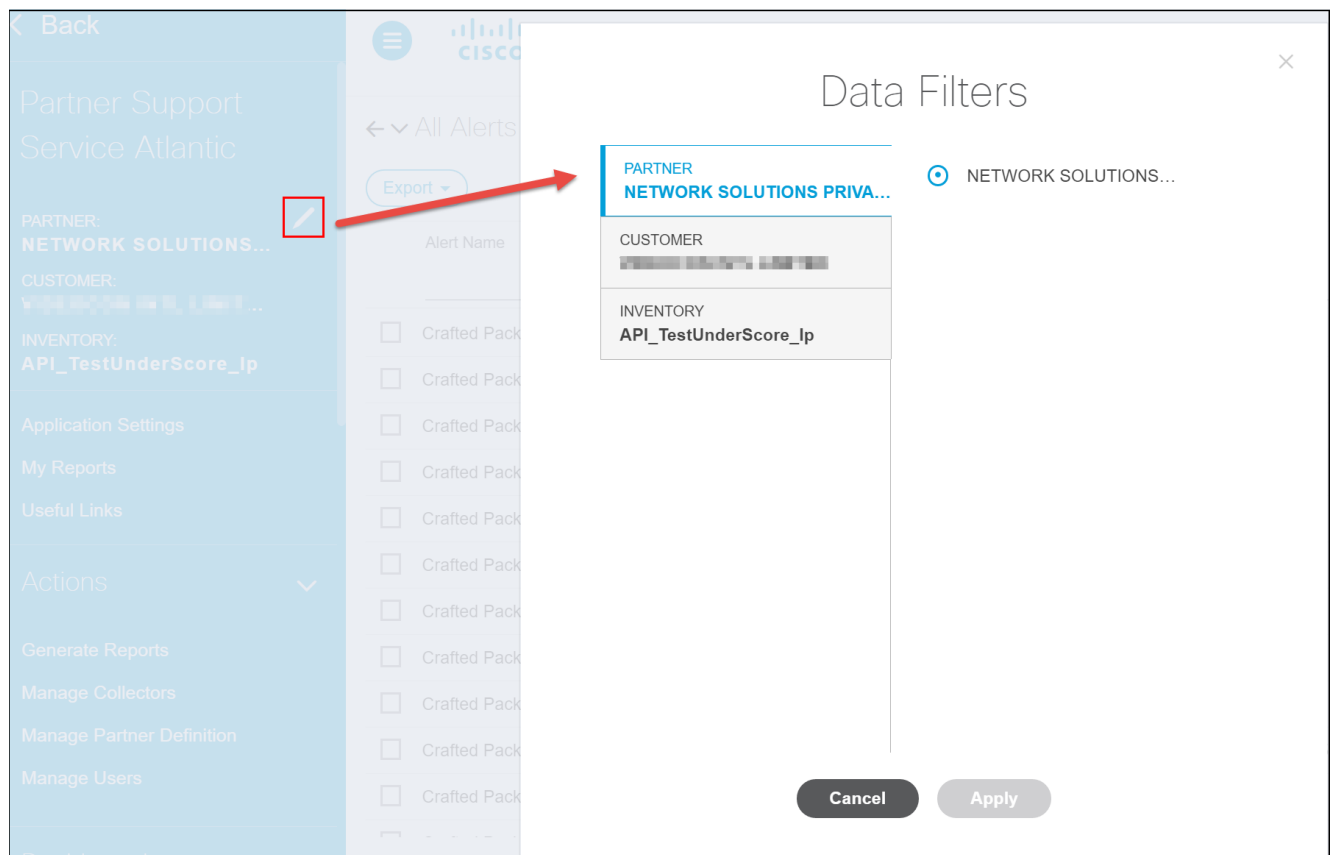 Back
Partner Support
Service Atlantic
PARTNER:
NETWORK SOLUTIONS...
CUSTOMER:
INVENTORY:
API_TestUnderScore_Ip
Application Settings
My Reports
Useful Links
Actions
Generate Reports
Manage Collectors
Manage Partner Definition
Manage Users
CISCO
All Alerts
Export
Alert Name
Crafted Pack
Crafted Pack
Crafted Pack
Crafted Pack
Crafted Pack
Crafted Pack
Crafted Pack
Crafted Pack
Crafted Pack
Crafted Pack
Crafted Pack
Data Filters
PARTNER
NETWORK SOLUTIONS PRIVA...
CUSTOMER
INVENTORY
API_TestUnderScore_Ip
NETWORK SOLUTIONS...
Cancel
Apply